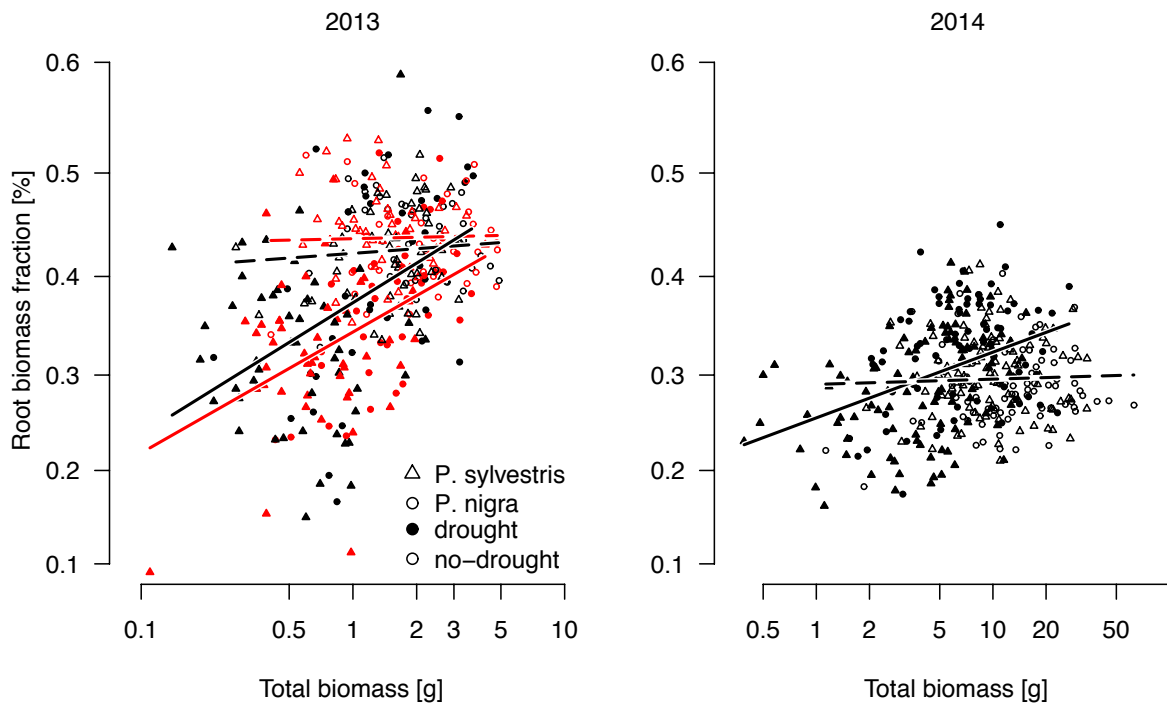 2013
2014
Root biomass fraction [%]
0.6
0.5
0.4
0.3
0.2
0.1
0.6
0.5
0.4
0.3
0.2
0.1
P. sylvestris
P. nigra
drought
no−drought
0.1 0.5 1 2 3 10
0.5 1 2 5 10 20 50
Total biomass [g]
Total biomass [g]